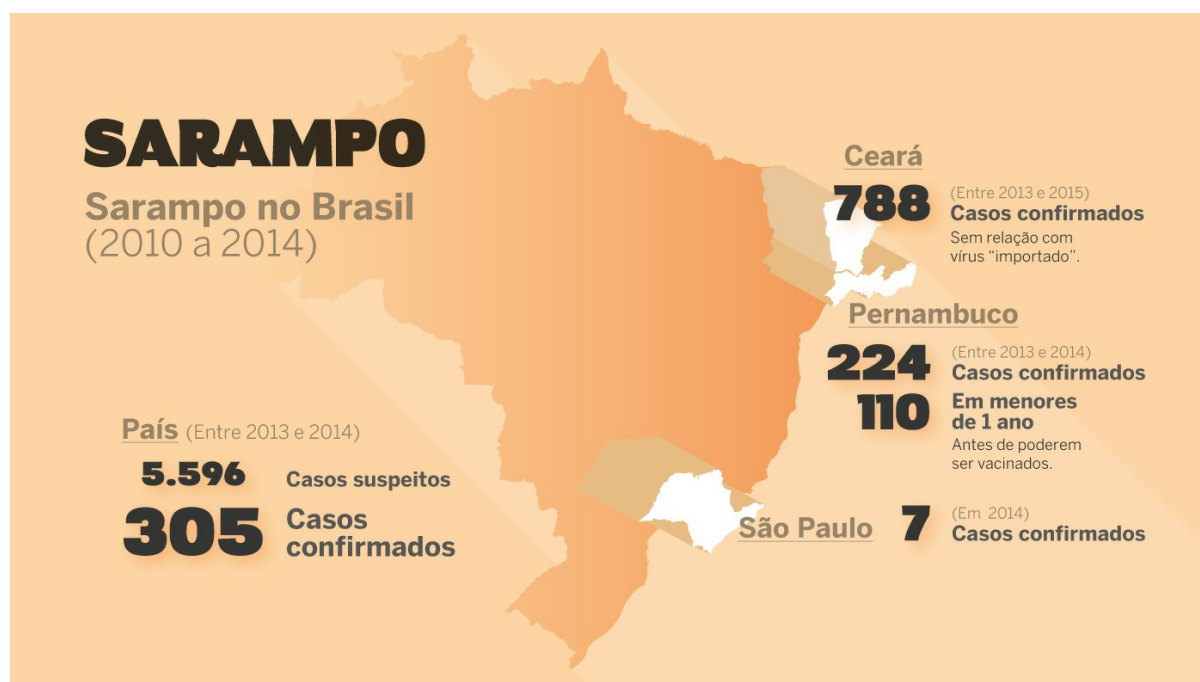 SARAMPO
Sarampo no Brasil
(2010 a 2014)
Ceará
788
(Entre 2013 e 2015)
Casos confirmados
Sem relação com
vírus “importado”.
Pernambuco
224
(Entre 2013 e 2014)
Casos confirmados
110
Em menores
de 1 ano
Antes de poderem
ser vacinados.
País (Entre 2013 e 2014)
5.596 Casos suspeitos
305 Casos
confirmados
São Paulo
7
(Em 2014)
Casos confirmados